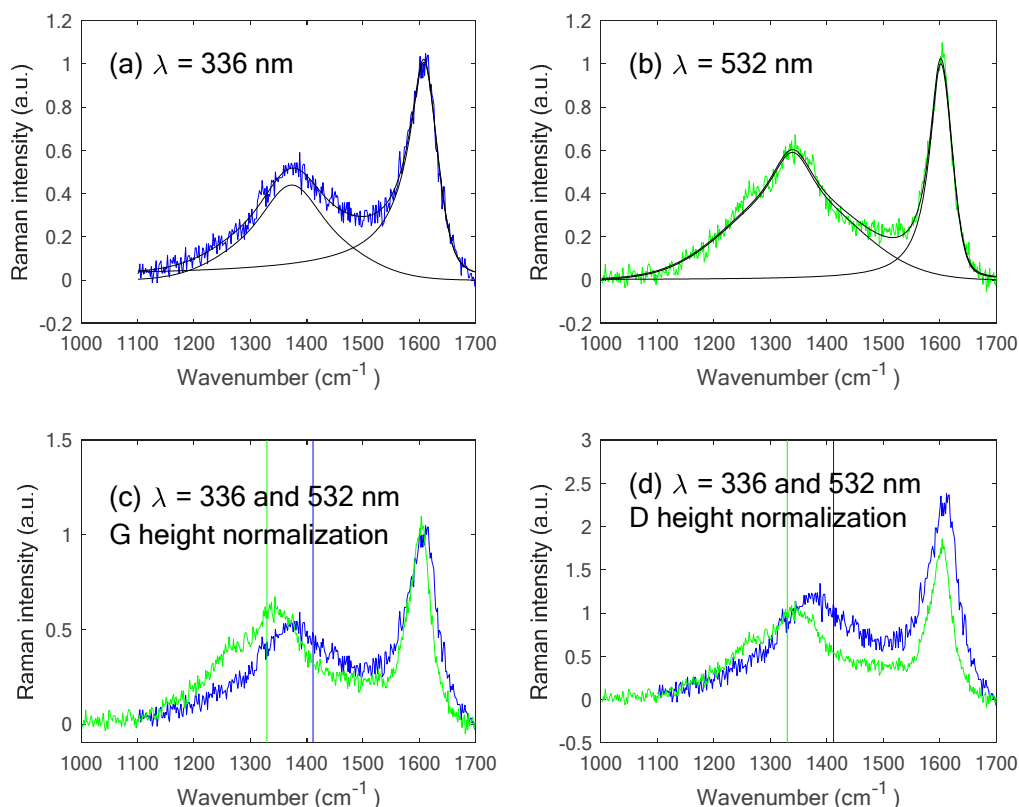 (a) λ = 336 nm
Raman intensity (a.u.)
1.2
1
0.8
0.6
0.4
0.2
0
-0.2
1000 1100 1200 1300 1400 1500 1600 1700
Wavenumber (cm⁻¹ )
(b) λ = 532 nm
Raman intensity (a.u.)
1.2
1
0.8
0.6
0.4
0.2
0
-0.2
1000 1100 1200 1300 1400 1500 1600 1700
Wavenumber (cm⁻¹ )
(c) λ = 336 and 532 nm
G height normalization
Raman intensity (a.u.)
1.5
1
0.5
0
1000 1100 1200 1300 1400 1500 1600 1700
Wavenumber (cm⁻¹ )
(d) λ = 336 and 532 nm
D height normalization
Raman intensity (a.u.)
3
2.5
2
1.5
1
0.5
0
-0.5
1000 1100 1200 1300 1400 1500 1600 1700
Wavenumber (cm⁻¹ )